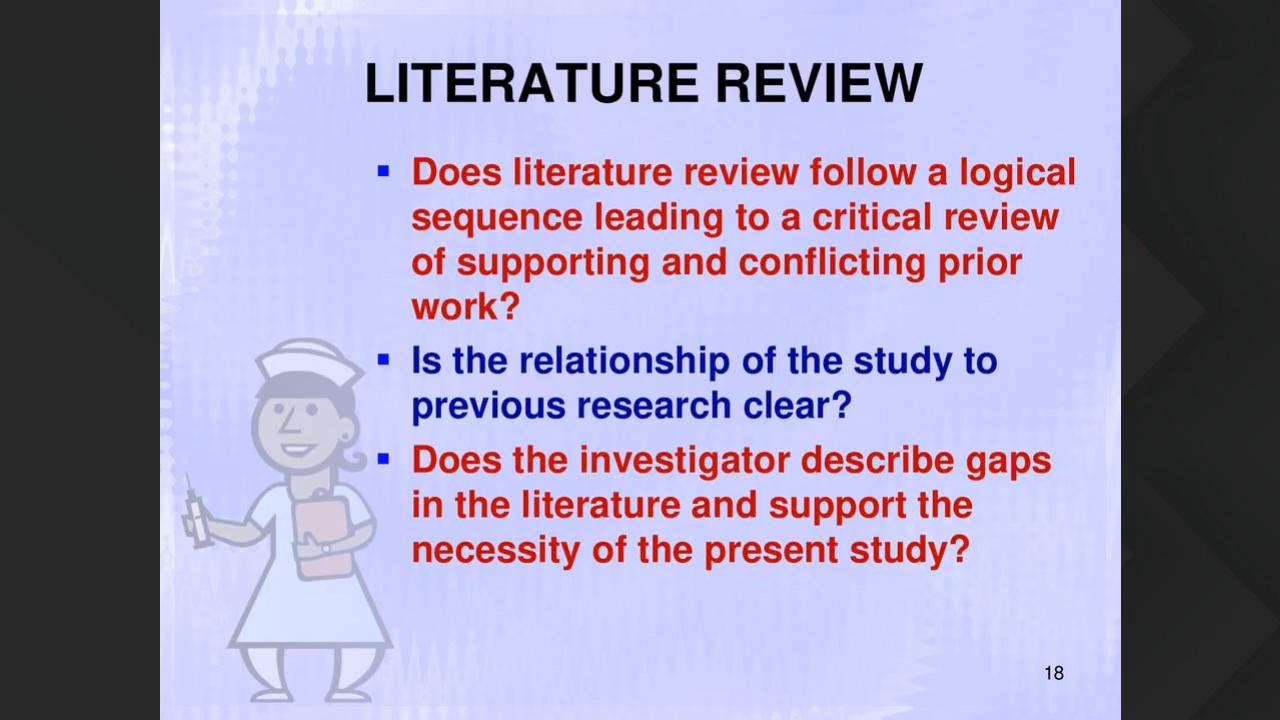 LITERATURE REVIEW
Does literature review follow a logical
sequence leading to a critical review
of supporting and conflicting prior
work?
Is the relationship of the study to
previous research clear?
Does the investigator describe gaps
in the literature and support the
necessity of the present study?
18